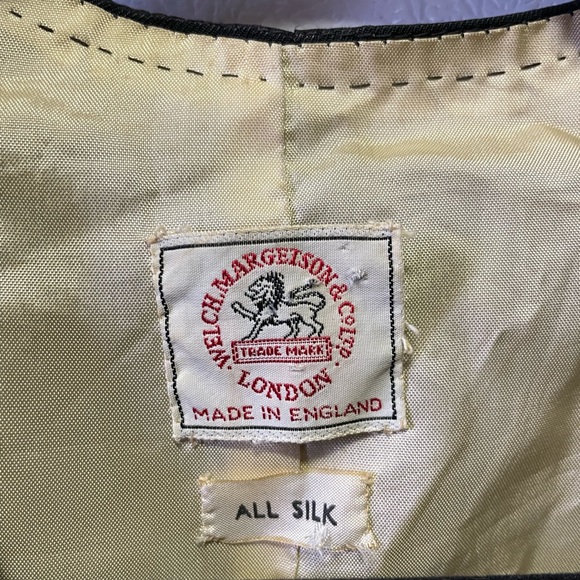 WELCH, MARGETSON & Co LTD.
TRADE MARK
LONDON
MADE IN ENGLAND
ALL SILK